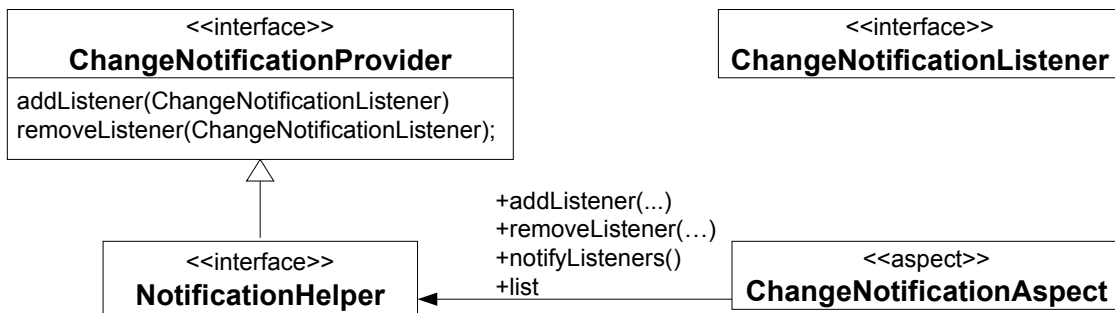 <<interface>>
ChangeNotificationProvider
addListener(ChangeNotificationListener)
removeListener(ChangeNotificationListener);
<<interface>>
ChangeNotificationListener
+addListener(...)
+removeListener(…)
+notifyListeners()
+list
<<interface>>
NotificationHelper
<<aspect>>
ChangeNotificationAspect